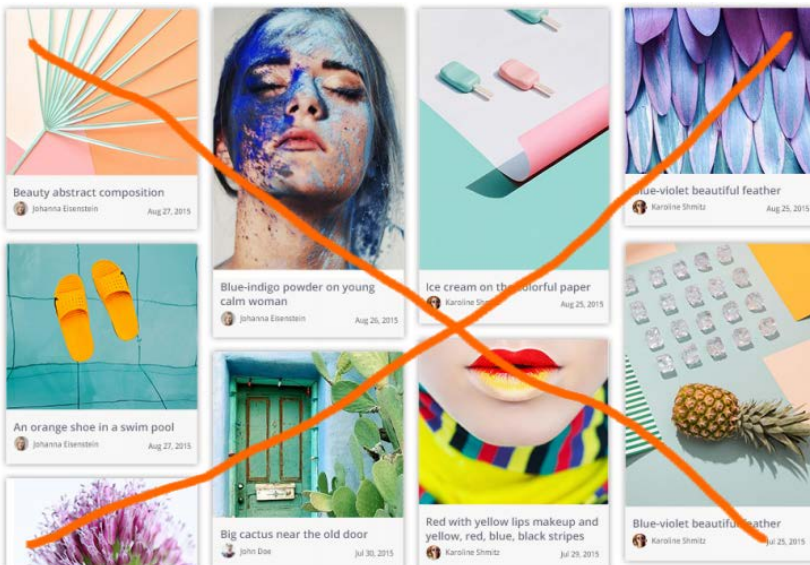 Beauty abstract composition
Johanna Eisenstein Aug 27, 2015
An orange shoe in a swim pool
Johanna Eisenstein Aug 27, 2015
Blue-indigo powder on young
calm woman
Johanna Eisenstein Aug 26, 2015
Big cactus near the old door
John Doe Jul 30, 2015
Ice cream on the colorful paper
Karoline Shmitz Aug 25, 2015
Red with yellow lips makeup and
yellow, red, blue, black stripes
Karoline Shmitz Jul 29, 2015
Blue-violet beautiful feather
Karoline Shmitz Aug 25, 2015
Blue-violet beautiful feather
Karoline Shmitz Jul 25, 2015